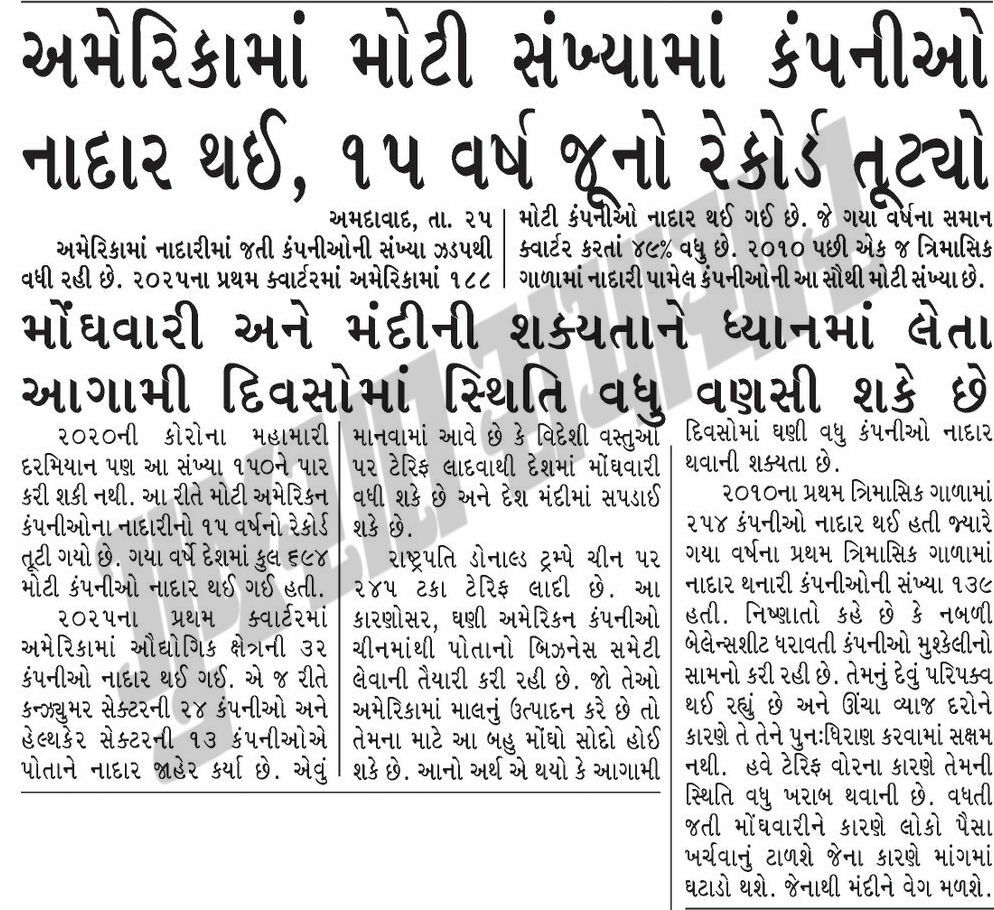 અમેરિકામાં મોટી સંખ્યામાં કંપનીઓ
નાદાર થઈ, ૧૫ વર્ષ જૂનો રેકોર્ડ તૂટ્યો
અમદાવાદ, તા. ૨૫
અમેરિકામાં નાદારીમાં જતી કંપનીઓની સંખ્યા ઝડપથી
વધી રહી છે. ૨૦૨૫ના પ્રથમ ક્વાર્ટરમાં અમેરિકામાં ૧૮૮
મોટી કંપનીઓ નાદાર થઈ ગઈ છે. જે ગયા વર્ષના સમાન
ક્વાર્ટર કરતાં ૪૯% વધુ છે. ૨૦૧૦ પછી એક જ ત્રિમાસિક
ગાળામાં નાદારી પામેલ કંપનીઓની આ સૌથી મોટી સંખ્યા છે.
મોંઘવારી અને મંદીની શક્યતાને ધ્યાનમાં લેતા
આગામી દિવસોમાં સ્થિતિ વધુ વણસી શકે છે
૨૦૨૦ની કોરોના મહામારી
દરમિયાન પણ આ સંખ્યા ૧૫૦ને પાર
કરી શકી નથી. આ રીતે મોટી અમેરિકન
કંપનીઓના નાદારીનો ૧૫ વર્ષનો રેકોર્ડ
તૂટી ગયો છે. ગયા વર્ષે દેશમાં કુલ ૬૯૪
મોટી કંપનીઓ નાદાર થઈ ગઈ હતી.
૨૦૨૫ના પ્રથમ ક્વાર્ટરમાં
અમેરિકામાં ઔદ્યોગિક ક્ષેત્રની ૩૨
કંપનીઓ નાદાર થઈ ગઈ. એ જ રીતે
કન્ઝ્યુમર સેક્ટરની ૨૪ કંપનીઓ અને
હેલ્થકેર સેક્ટરની ૧૩ કંપનીઓએ
પોતાને નાદાર જાહેર કર્યા છે. એવું
માનવામાં આવે છે કે વિદેશી વસ્તુઓ
પર ટેરિફ લાદવાથી દેશમાં મોંઘવારી
વધી શકે છે અને દેશ મંદીમાં સપડાઈ
શકે છે.
રાષ્ટ્રપતિ ડોનાલ્ડ ટ્રમ્પે ચીન પર
૨૪૫ ટકા ટેરિફ લાદી છે. આ
કારણોસર, ઘણી અમેરિકન કંપનીઓ
ચીનમાંથી પોતાનો બિઝનેસ સમેટી
લેવાની તૈયારી કરી રહી છે. જો તેઓ
અમેરિકામાં માલનું ઉત્પાદન કરે છે તો
તેમના માટે આ બહુ મોંઘો સોદો હોઈ
શકે છે. આનો અર્થ એ થયો કે આગામી
દિવસોમાં ઘણી વધુ કંપનીઓ નાદાર
થવાની શક્યતા છે.
૨૦૧૦ના પ્રથમ ત્રિમાસિક ગાળામાં
૨૫૪ કંપનીઓ નાદાર થઈ હતી જ્યારે
ગયા વર્ષના પ્રથમ ત્રિમાસિક ગાળામાં
નાદાર થનારી કંપનીઓની સંખ્યા ૧૩૯
હતી. નિષ્ણાતો કહે છે કે નબળી
બેલેન્સશીટ ધરાવતી કંપનીઓ મુશ્કેલીનો
સામનો કરી રહી છે. તેમનું દેવું પરિપક્વ
થઈ રહ્યું છે અને ઊંચા વ્યાજ દરોને
કારણે તે તેને પુનઃધિરાણ કરવામાં સક્ષમ
નથી. હવે ટેરિફ વોરના કારણે તેમની
સ્થિતિ વધુ ખરાબ થવાની છે. વધતી
જતી મોંઘવારીને કારણે લોકો પૈસા
ખર્ચવાનું ટાળશે જેના કારણે માંગમાં
ઘટાડો થશે. જેનાથી મંદીને વેગ મળશે.
ગુજરાત સમાચાર